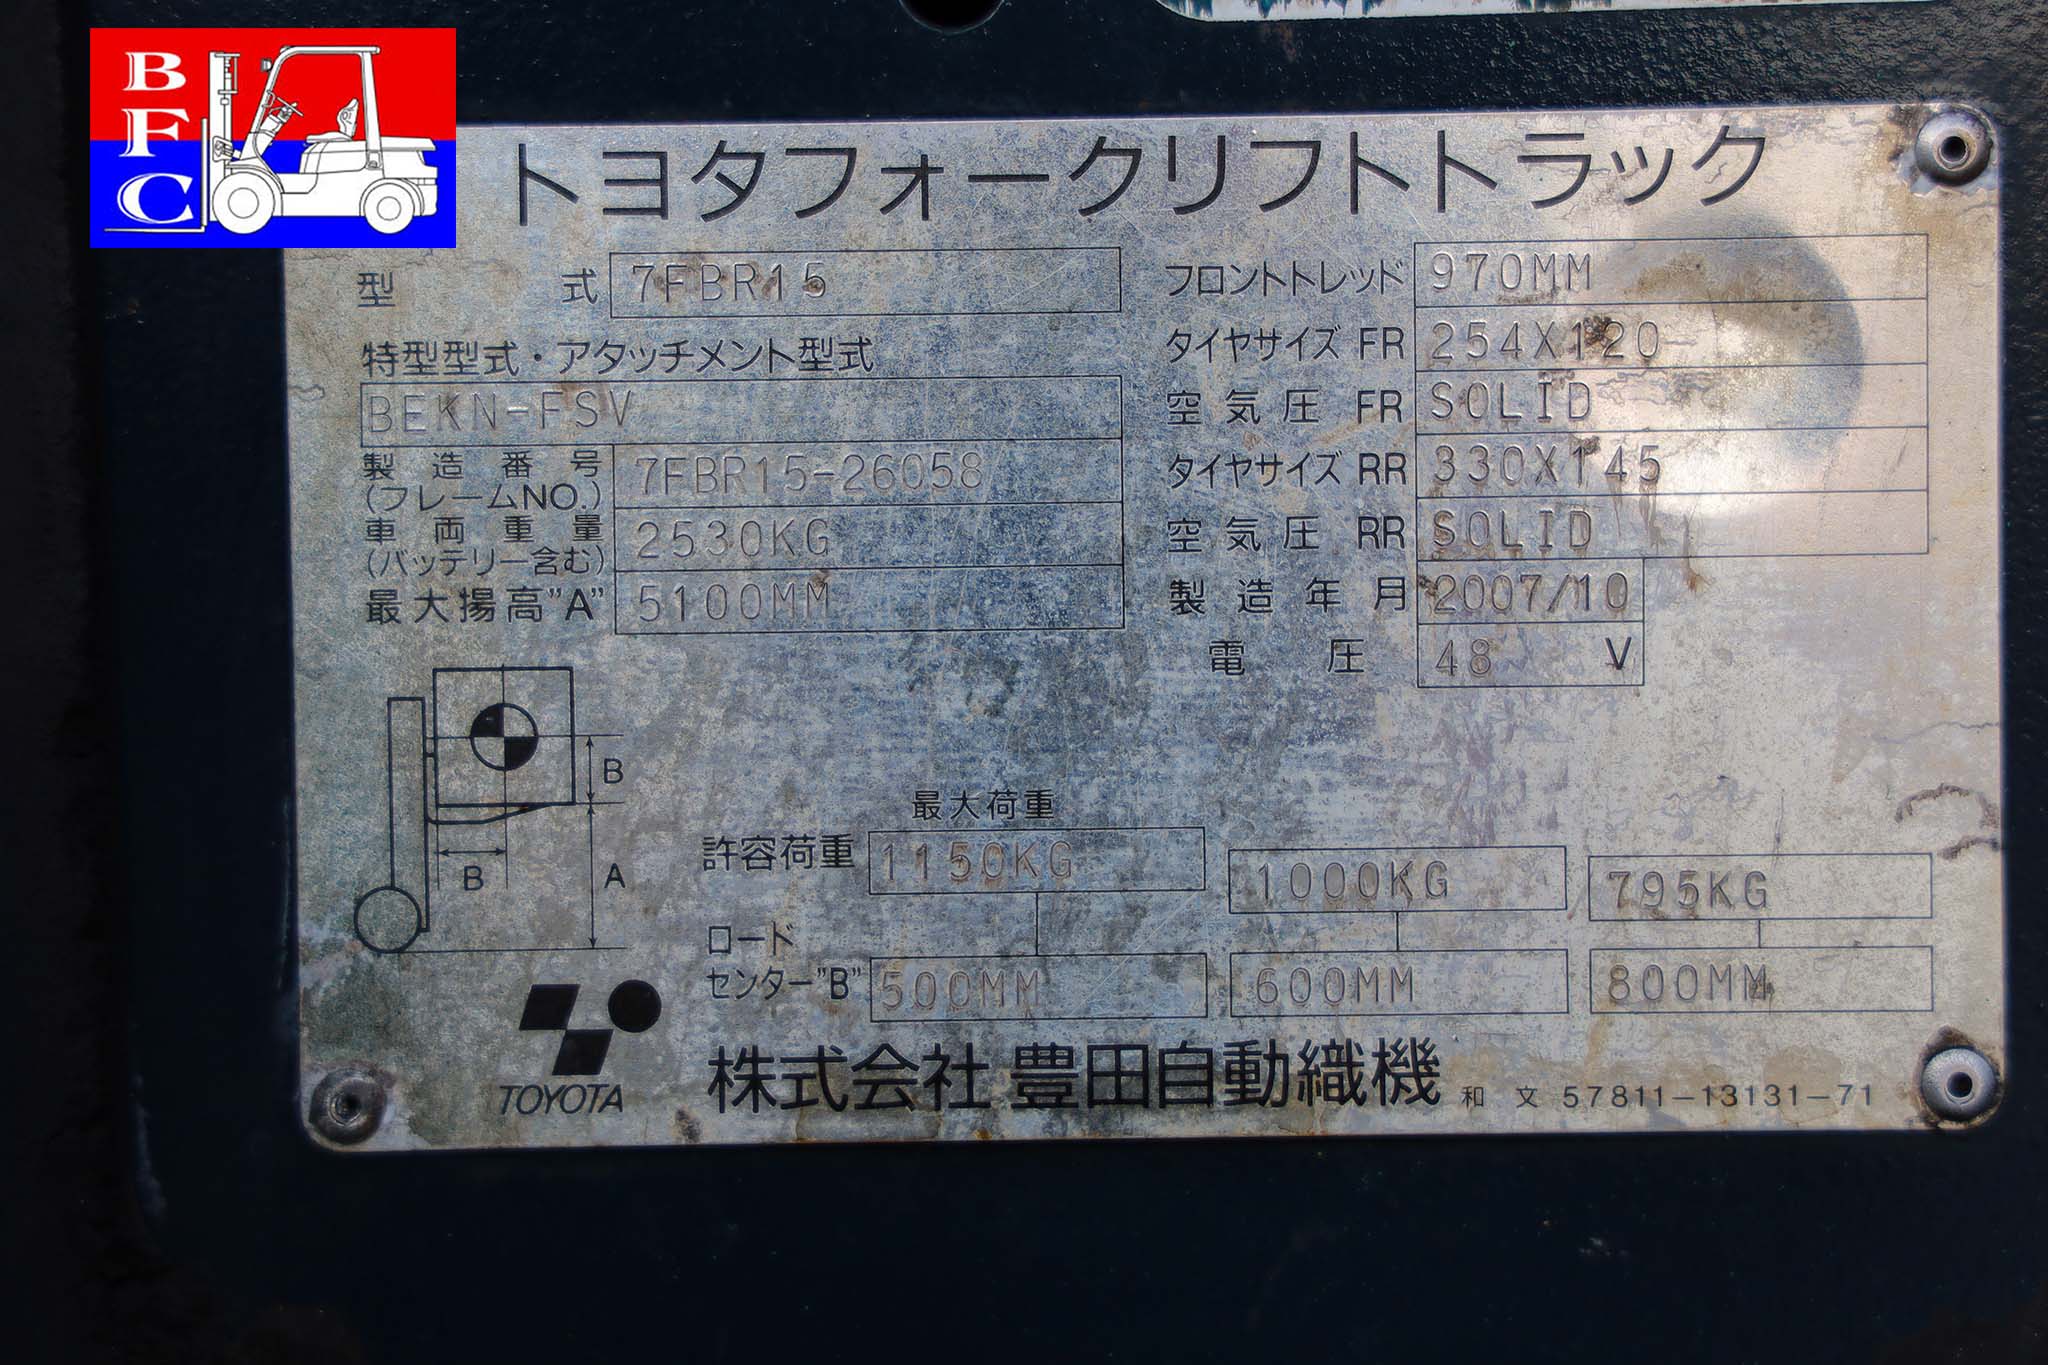 BFC
トヨタフォークリフトトラック
型 式 7FBR15
特型型式・アタッチメント型式
BEKN-FSV
製造番号 7FBR15-26058
(フレームNO.)
車両重量 2530KG
(バッテリー含む)
最大揚高"A" 5100MM
フロントトレッド 970MM
タイヤサイズ FR 254X120
空気圧 FR SOLID
タイヤサイズ RR 330X145
空気圧 RR SOLID
製造年月 2007/10
電圧 48 V
B
B
A
最大荷重
許容荷重 1150KG 1000KG 795KG
ロード
センター"B" 500MM 600MM 800MM
TOYOTA
株式会社 豊田自動織機 和文 57811-13131-71